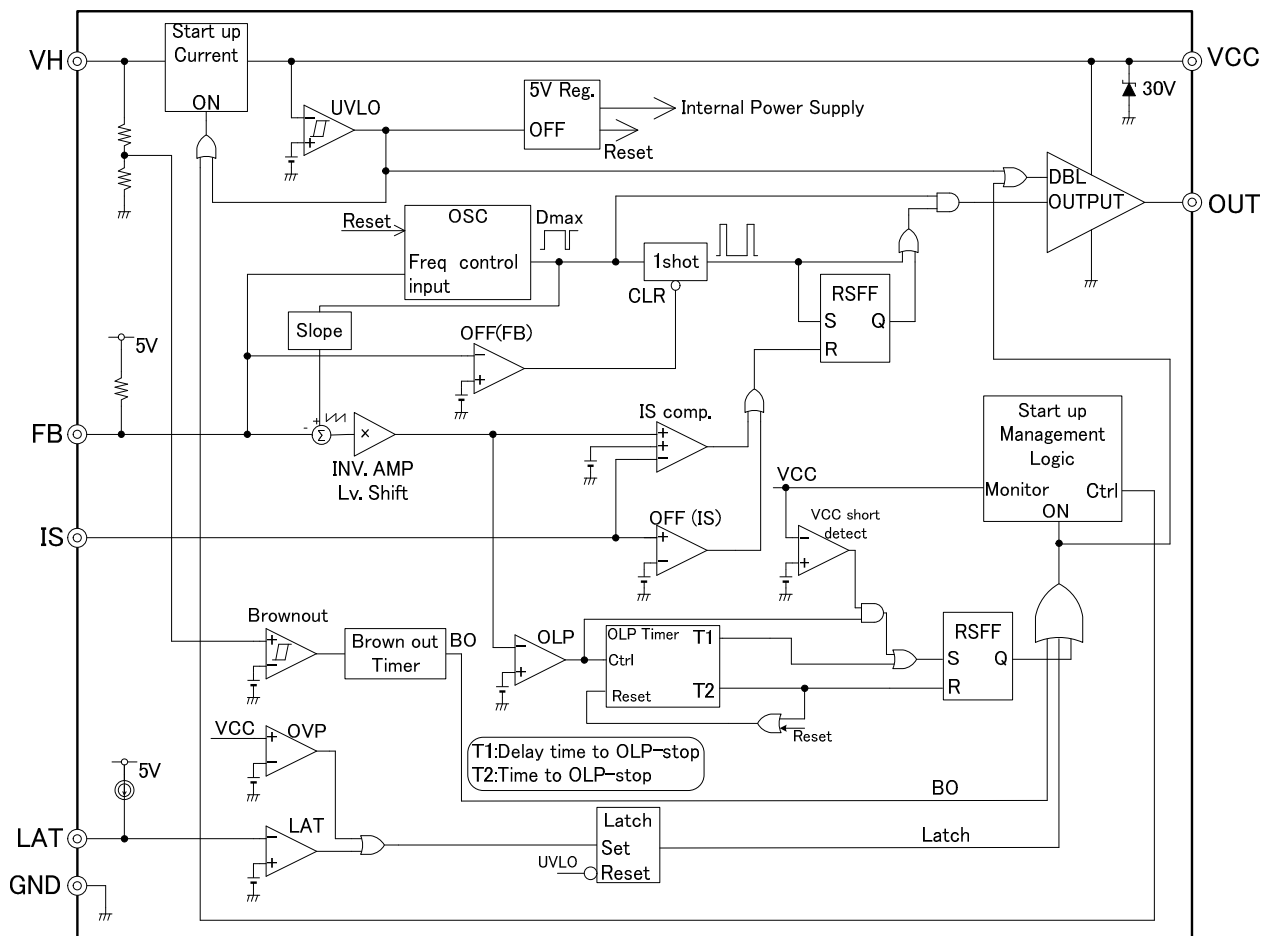 Start up
Current
ON
VH
VCC
30V
UVLO
5V Reg.
OFF
Internal Power Supply
Reset
DBL
OUTPUT
OUT
Reset
OSC
Freq control
input
Dmax
1shot
CLR
RSFF
S
Q
R
Slope
5V
OFF(FB)
FB
- + Σ
×
INV. AMP
Lv. Shift
IS comp.
Start up
Management
Logic
Monitor
Ctrl
ON
VCC
VCC short
detect
IS
OFF (IS)
Brownout
Brown out
Timer
BO
OLP
OLP Timer
T1
Ctrl
Reset
T2
Reset
RSFF
S
Q
R
VCC
OVP
T1:Delay time to OLP-stop
T2:Time to OLP-stop
BO
5V
LAT
LAT
Latch
Set
Reset
UVLO
Latch
GND